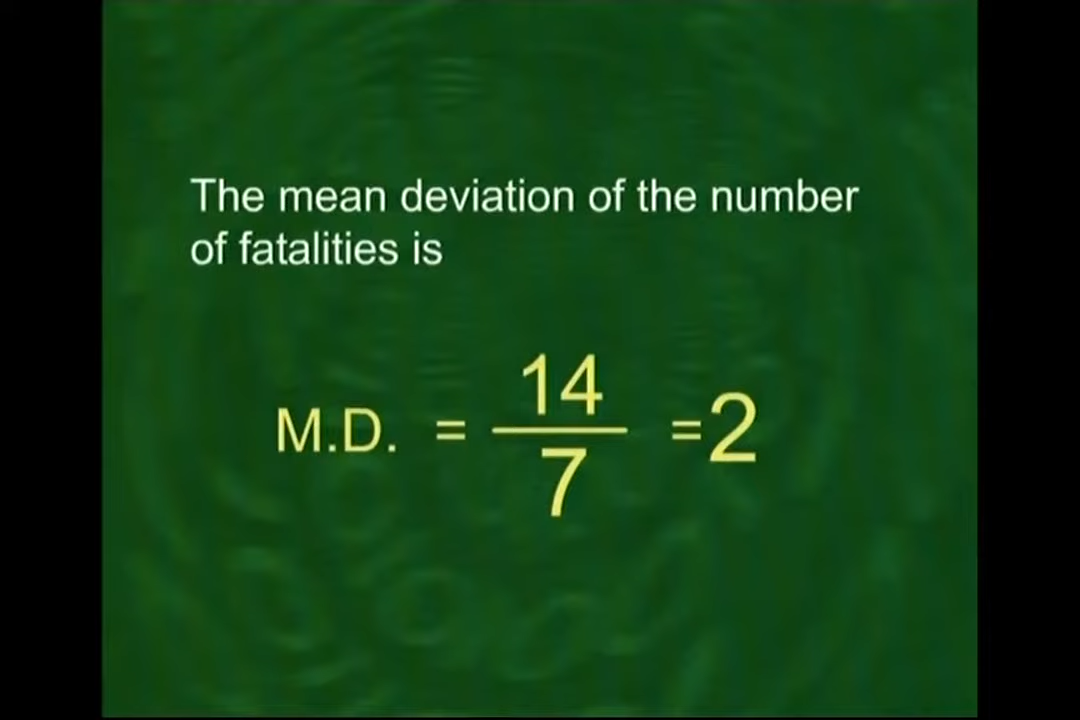 The mean deviation of the number
of fatalities is
M.D. = 14/7 =2